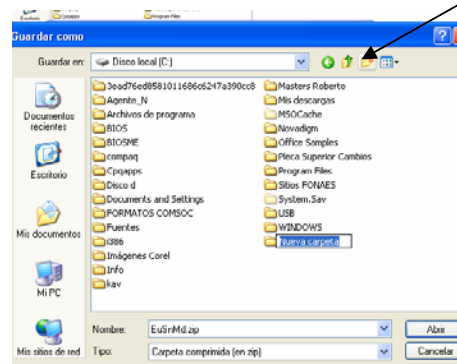 Guardar como
Guardar en: Disco local (C:)
3ead76ed8581011686c6247a390cc8
Agente_N
Archivos de programa
BIOS
BIOSME
compaq
Cpqapps
Disco d
Documents and Settings
FORMATOS COMSOC
Fuentes
i386
Imágenes Corel
Info
kav
Masters Roberto
Mis descargas
MSOCache
Novadigm
Office Samples
Pleca Superior Cambios
Program Files
Sitios FONAES
System.Sav
USB
WINDOWS
Nueva carpeta
Documentos
recientes
Escritorio
Mis documentos
Mi PC
Mis sitios de red
Nombre: EuSnMd.zip
Abrir
Tipo: Carpeta comprimida (en zip)
Cancelar